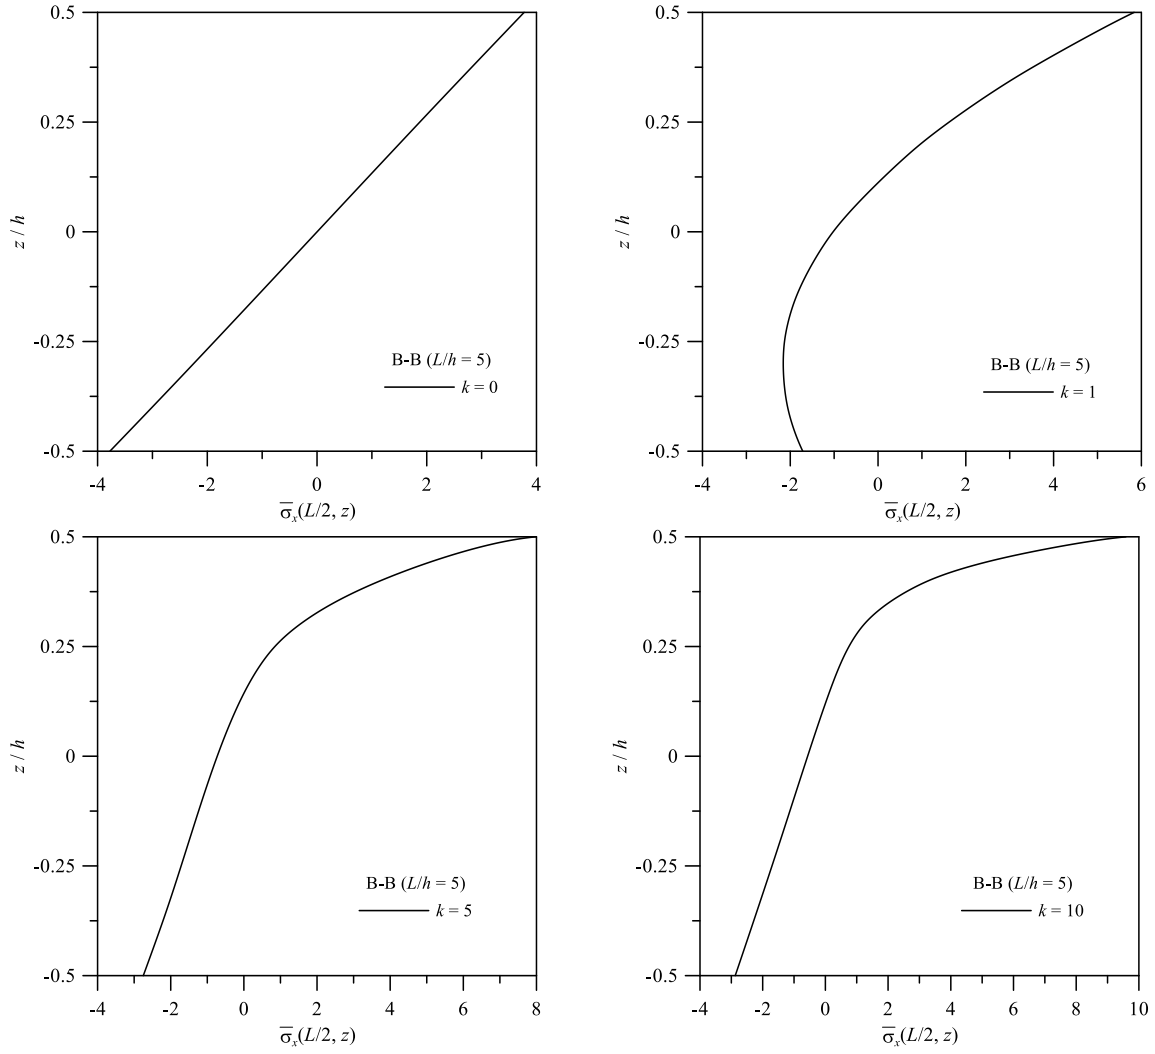 0.5
0.25
0
-0.25
-0.5
z / h
-4 -2 0 2 4
σ̅x(L/2, z)
B-B (L/h = 5)
k = 0
0.5
0.25
0
-0.25
-0.5
z / h
-4 -2 0 2 4 6
σ̅x(L/2, z)
B-B (L/h = 5)
k = 1
0.5
0.25
0
-0.25
-0.5
z / h
-4 -2 0 2 4 6 8
σ̅x(L/2, z)
B-B (L/h = 5)
k = 5
0.5
0.25
0
-0.25
-0.5
z / h
-4 -2 0 2 4 6 8 10
σ̅x(L/2, z)
B-B (L/h = 5)
k = 10